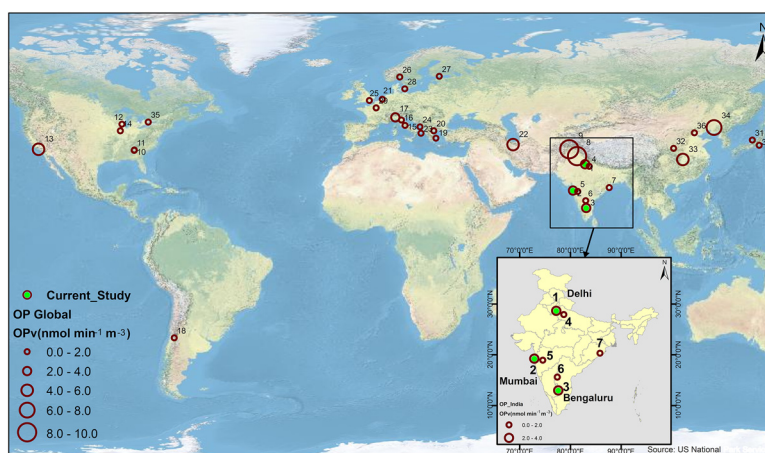 N
26
27
28
25
21
17
16
15
24
23
20
19
22
9
8
4
5
6
3
7
32
33
34
36
31
12
14
35
11
10
13
18
Current_Study
OP Global
OPv(nmol min-1 m-3)
0.0 - 2.0
2.0 - 4.0
4.0 - 6.0
6.0 - 8.0
8.0 - 10.0
70°0'0"E 80°0'0"E 90°0'0"E
N
30°0'0"N
20°0'0"N
10°0'0"N
1 Delhi
4
5
2
Mumbai
6
7
3
Bengaluru
OP_India
OPv(nmol min-1m-3)
0.0 - 2.0
2.0 - 4.0
70°0'0"E 80°0'0"E 90°0'0"E
Source: US National